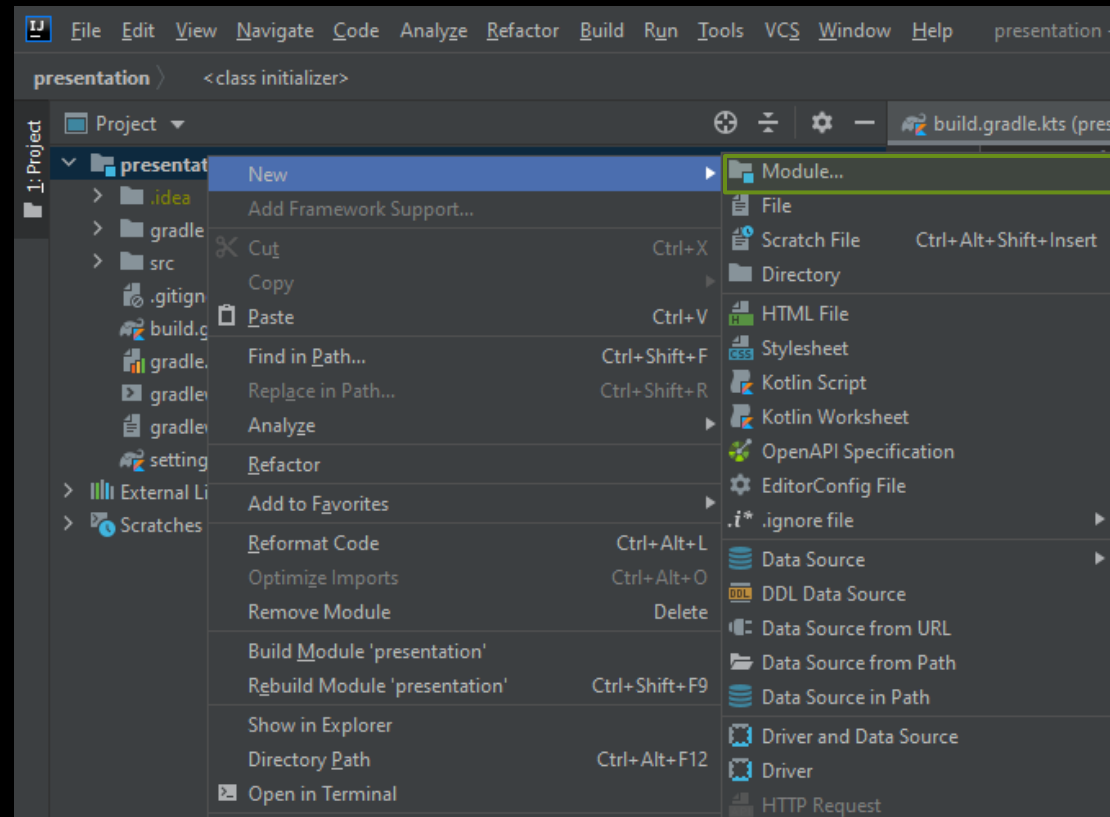 IJ File Edit View Navigate Code Analyze Refactor Build Run Tools VCS Window Help presentation -
presentation <class initializer>
1: Project
Project build.gradle.kts (pres
presentat
.idea
gradle
src
.gitign
build.g
gradle.
gradlew
gradlew
setting
External Li
Scratches
New
Add Framework Support...
Cut Ctrl+X
Copy
Paste Ctrl+V
Find in Path... Ctrl+Shift+F
Replace in Path... Ctrl+Shift+R
Analyze
Refactor
Add to Favorites
Reformat Code Ctrl+Alt+L
Optimize Imports Ctrl+Alt+O
Remove Module Delete
Build Module 'presentation'
Rebuild Module 'presentation' Ctrl+Shift+F9
Show in Explorer
Directory Path Ctrl+Alt+F12
Open in Terminal
Module...
File
Scratch File Ctrl+Alt+Shift+Insert
Directory
H HTML File
CSS Stylesheet
Kotlin Script
Kotlin Worksheet
OpenAPI Specification
EditorConfig File
.i* .ignore file
Data Source
DDL DDL Data Source
Data Source from URL
Data Source from Path
Data Source in Path
Driver and Data Source
Driver
HTTP Request